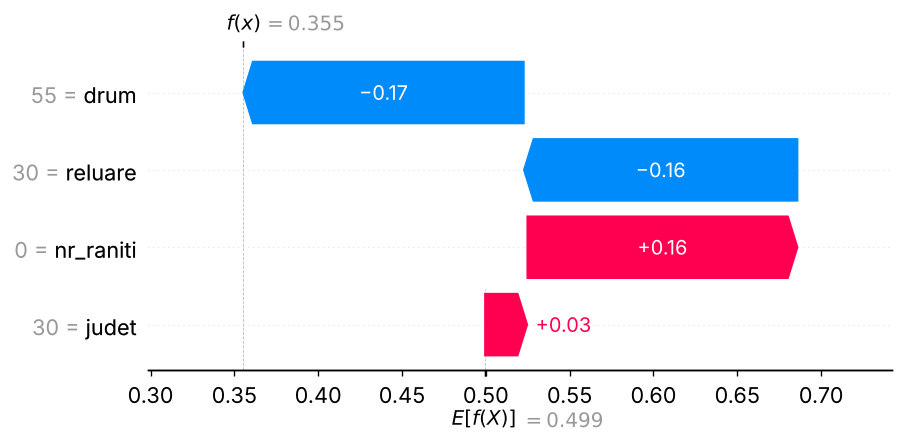 f(x) = 0.355
55 = drum
−0.17
30 = reluare
−0.16
0 = nr_raniti
+0.16
30 = judet
+0.03
0.30 0.35 0.40 0.45 0.50 0.55 0.60 0.65 0.70
E[f(X)] = 0.499